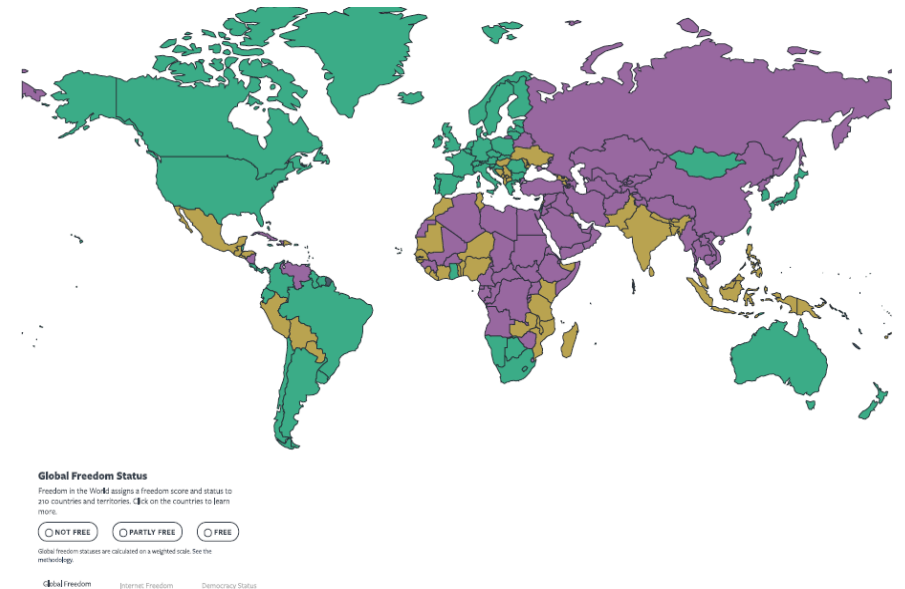 Global Freedom Status
Freedom in the World assigns a freedom score and status to
210 countries and territories. Click on the countries to learn
more.
NOT FREE
PARTLY FREE
FREE
Global freedom statuses are calculated on a weighted scale. See the
methodology.
Global Freedom
Internet Freedom
Democracy Status